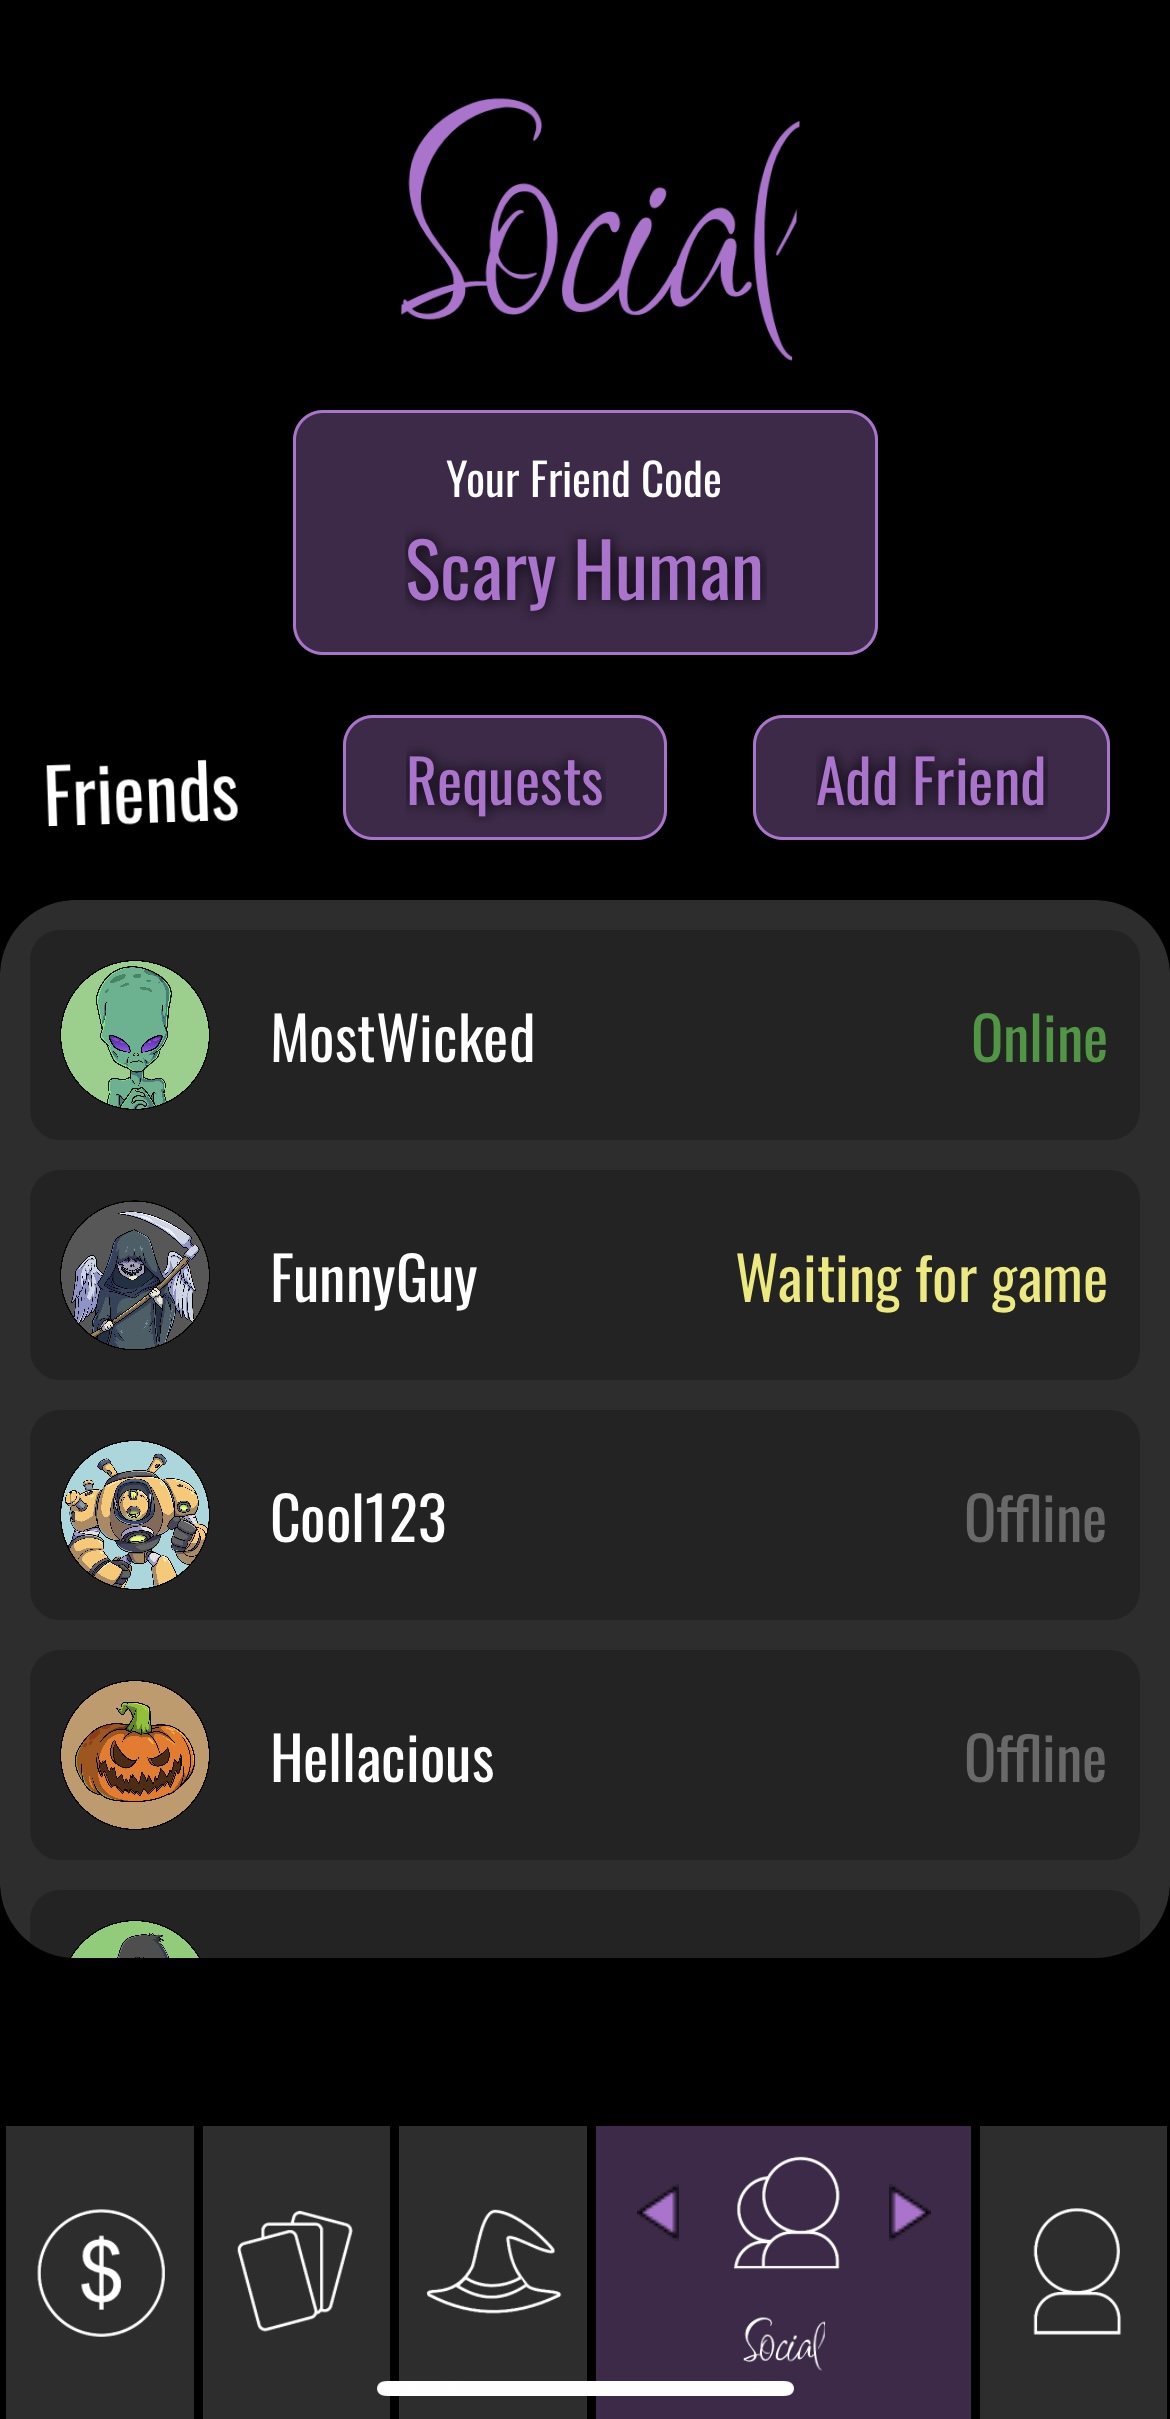 Social
Your Friend Code
Scary Human
Friends
Requests
Add Friend
MostWicked
Online
FunnyGuy
Waiting for game
Cool123
Offline
Hellacious
Offline
$
Social